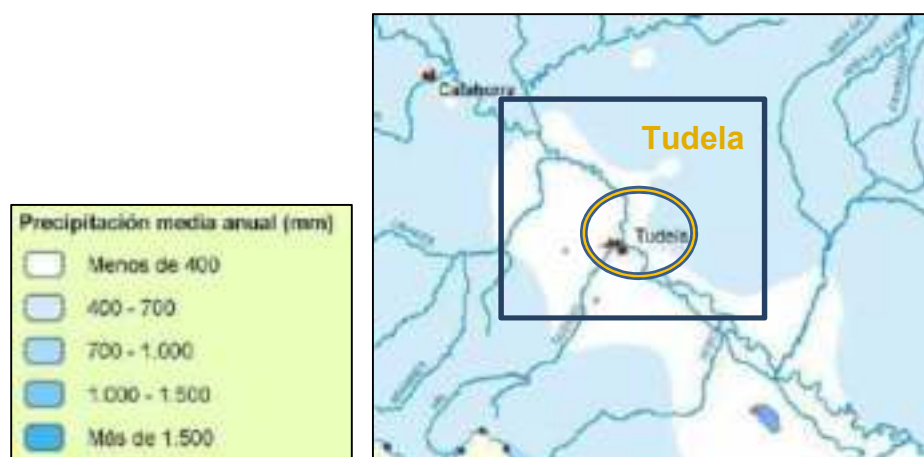 Precipitación media anual (mm)
Menos de 400
400 - 700
700 - 1.000
1.000 - 1.500
Más de 1.500
Calahorra
Tudela
Tudela